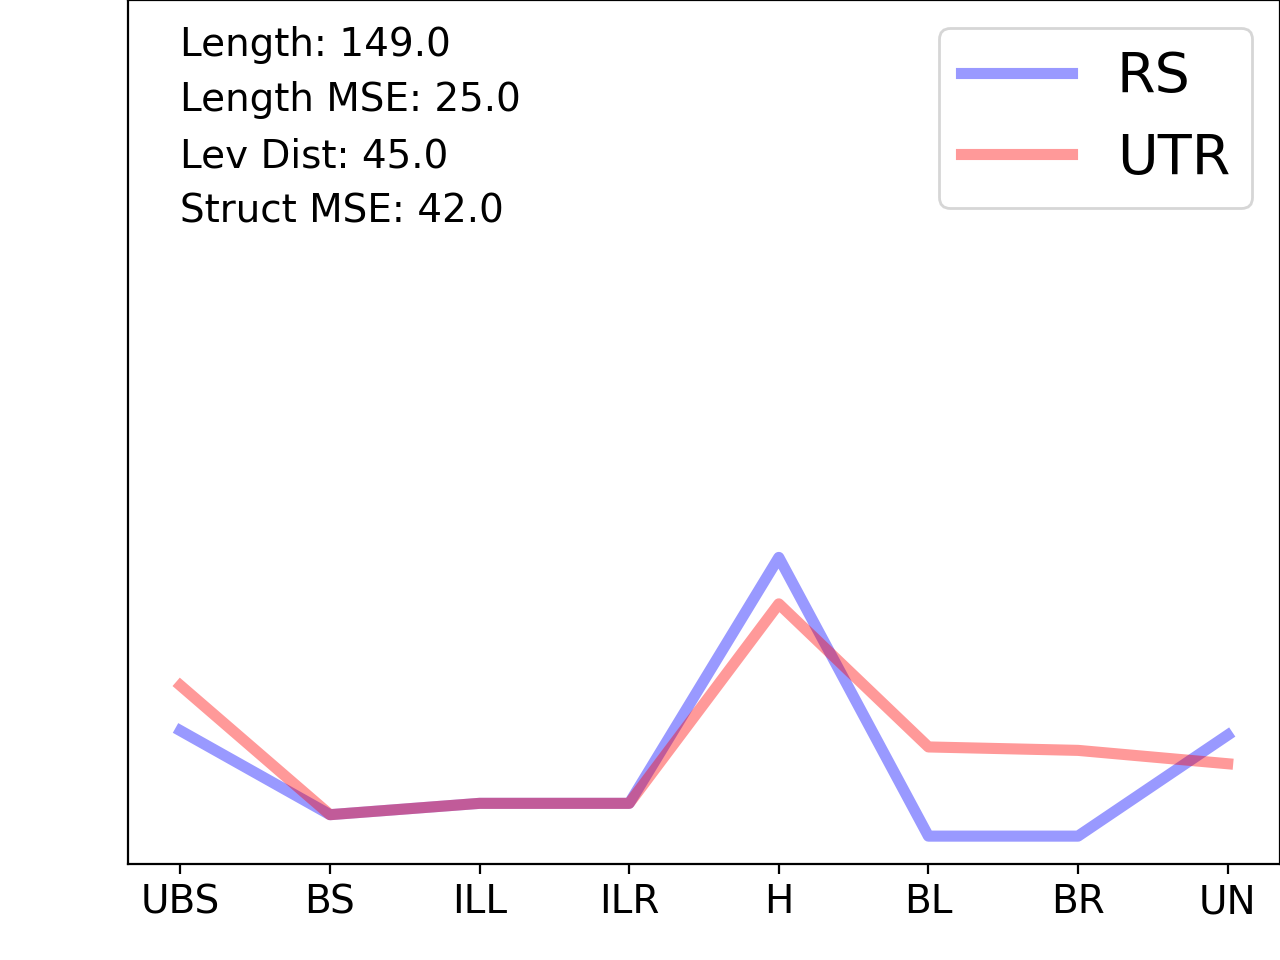 Length: 149.0
Length MSE: 25.0
Lev Dist: 45.0
Struct MSE: 42.0
RS
UTR
UBS BS ILL ILR H BL BR UN